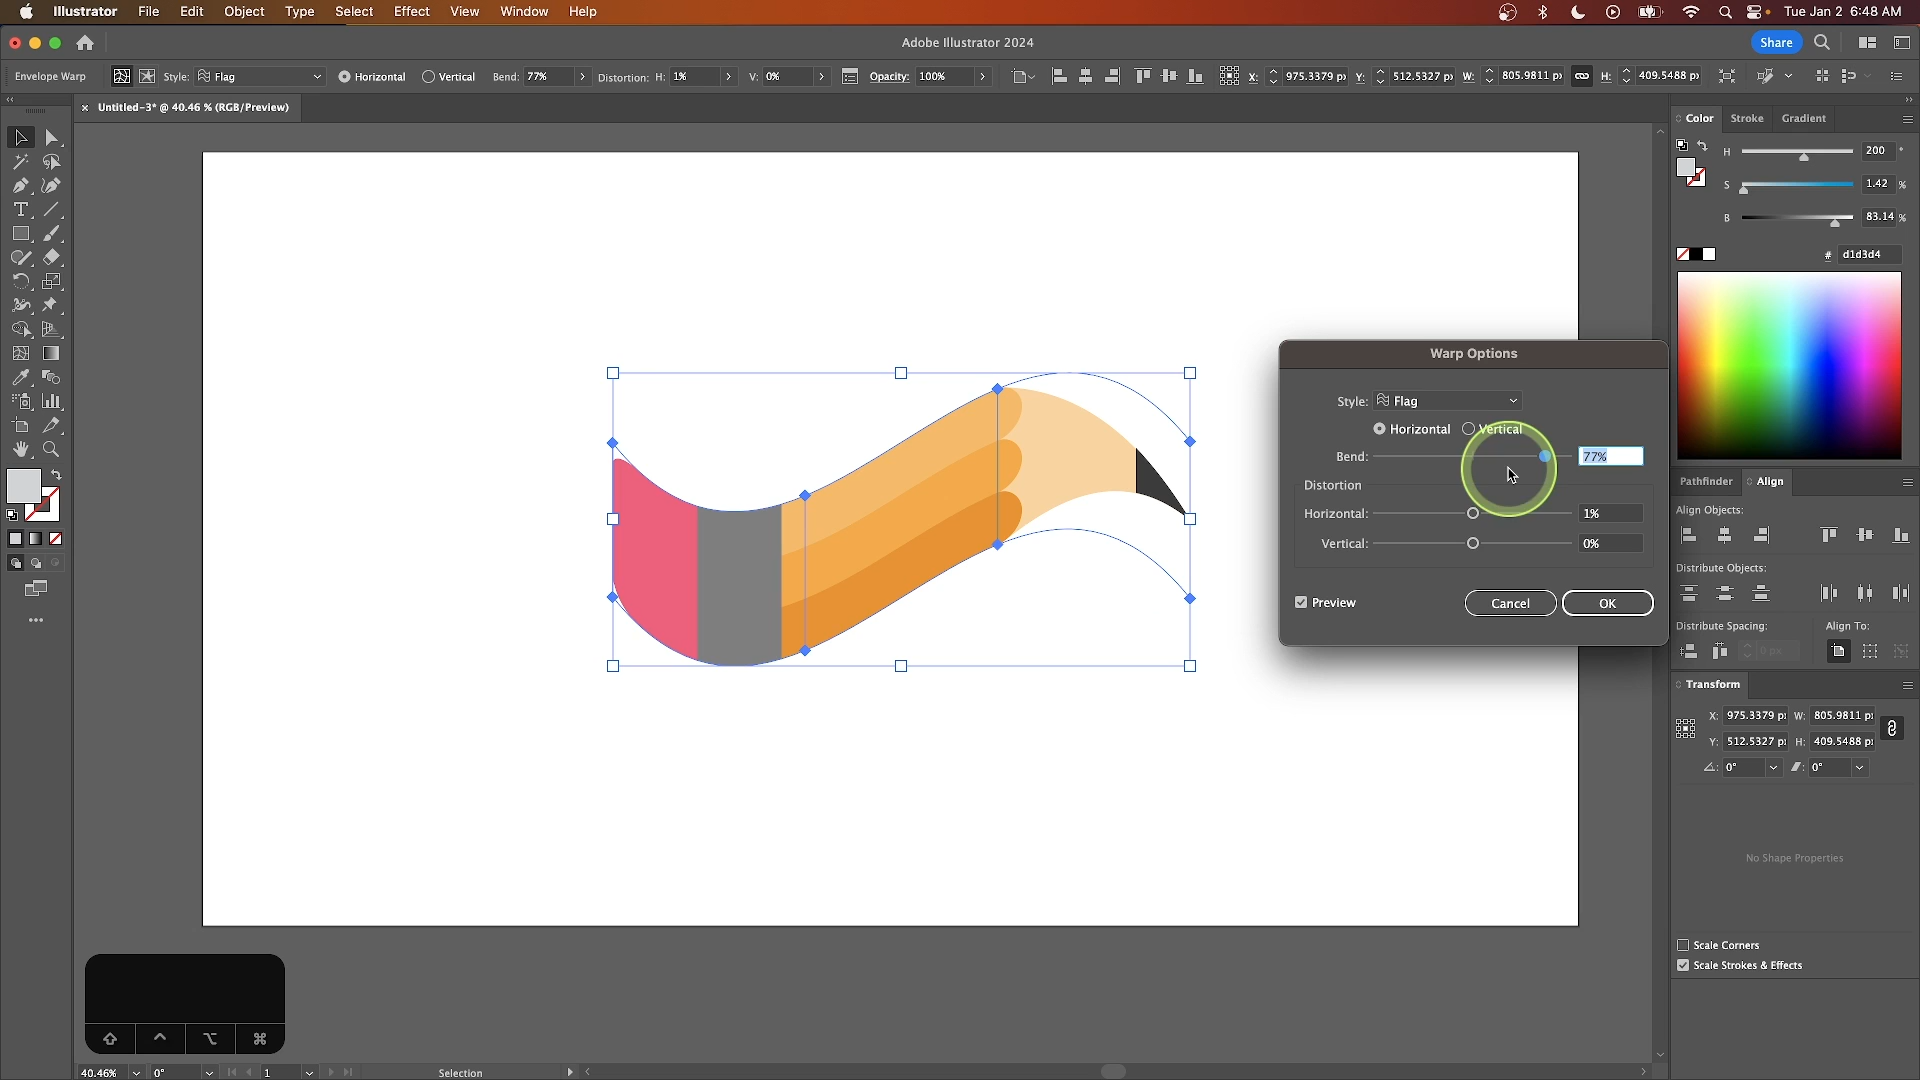 Illustrator File Edit Object Type Select Effect View Window Help Tue Jan 2 6:48 AM
Adobe Illustrator 2024 Share
Envelope Warp Style: Flag Horizontal Vertical Bend: 77% Distortion: H: 1% V: 0% Opacity: 100% X: 975.3379 p Y: 512.5327 p W: 805.9811 p H: 409.5488 p
× Untitled-3* @ 40.46 % (RGB/Preview)
Color Stroke Gradient
H 200 °
S 1.42 %
B 83.14 %
# d1d3d4
Warp Options
Style: Flag
Horizontal Vertical
Bend: 77%
Distortion
Horizontal: 1%
Vertical: 0%
Preview Cancel OK
Pathfinder Align
Align Objects:
Distribute Objects:
Distribute Spacing: Align To:
0 px
Transform
X: 975.3379 p W: 805.9811 p
Y: 512.5327 p H: 409.5488 p
0° 0°
No Shape Properties
Scale Corners
Scale Strokes & Effects
40.46% 0° 1 Selection